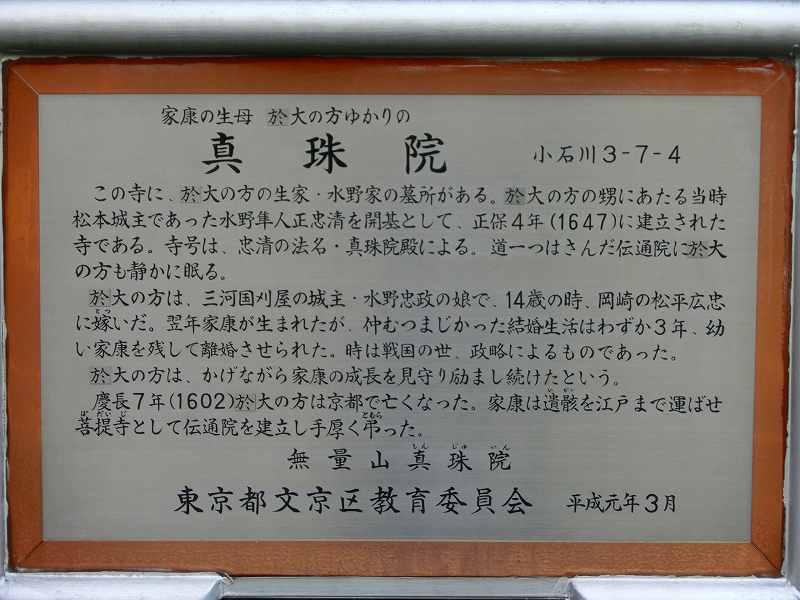 家康の生母 於大の方ゆかりの
真珠院 小石川3-7-4
この寺に、於大の方の生家・水野家の墓所がある。於大の方の甥にあたる当時
松本城主であった水野隼人正忠清を開基として、正保4年(1647)に建立された
寺である。寺号は、忠清の法名・真珠院殿による。道一つはさんだ伝通院に於大
の方も静かに眠る。
於大の方は、三河国刈屋の城主・水野忠政の娘で、14歳の時、岡崎の松平広忠
に嫁いだ。翌年家康が生まれたが、仲むつまじかった結婚生活はわずか3年、幼
い家康を残して離婚させられた。時は戦国の世、政略によるものであった。
於大の方は、かげながら家康の成長を見守り励まし続けたという。
慶長7年(1602)於大の方は京都で亡くなった。家康は遺骸を江戸まで運ばせ
菩提寺として伝通院を建立し手厚く弔った。
無量山真珠院
東京都文京区教育委員会 平成元年3月